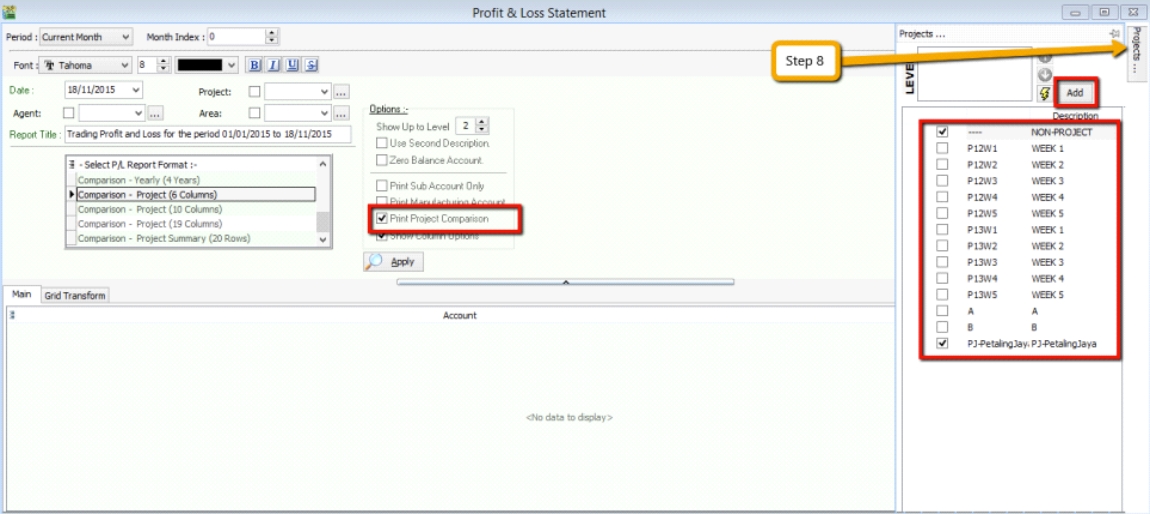 Profit & Loss Statement
Period : Current Month Month Index : 0
Projects ...
Projects ...
Step 8
Font : Tahoma 8 B I U S
LEVEL
Add
Date : 18/11/2015 Project: ...
Agent: ... Area: ...
Report Title : Trading Profit and Loss for the period 01/01/2015 to 18/11/2015
- Select P/L Report Format :-
Comparison - Yearly (4 Years)
Comparison - Project (6 Columns)
Comparison - Project (10 Columns)
Comparison - Project (19 Columns)
Comparison - Project Summary (20 Rows)
Options :-
Show Up to Level 2
Use Second Description.
Zero Balance Account.
Print Sub Account Only
Print Manufacturing Account
Print Project Comparison
Show Column Options
Apply
Description
---- NON-PROJECT
P12W1 WEEK 1
P12W2 WEEK 2
P12W3 WEEK 3
P12W4 WEEK 4
P12W5 WEEK 5
P13W1 WEEK 1
P13W2 WEEK 2
P13W3 WEEK 3
P13W4 WEEK 4
P13W5 WEEK 5
A A
B B
PJ-PetalingJaya PJ-PetalingJaya
Main Grid Transform
Account
<No data to display>